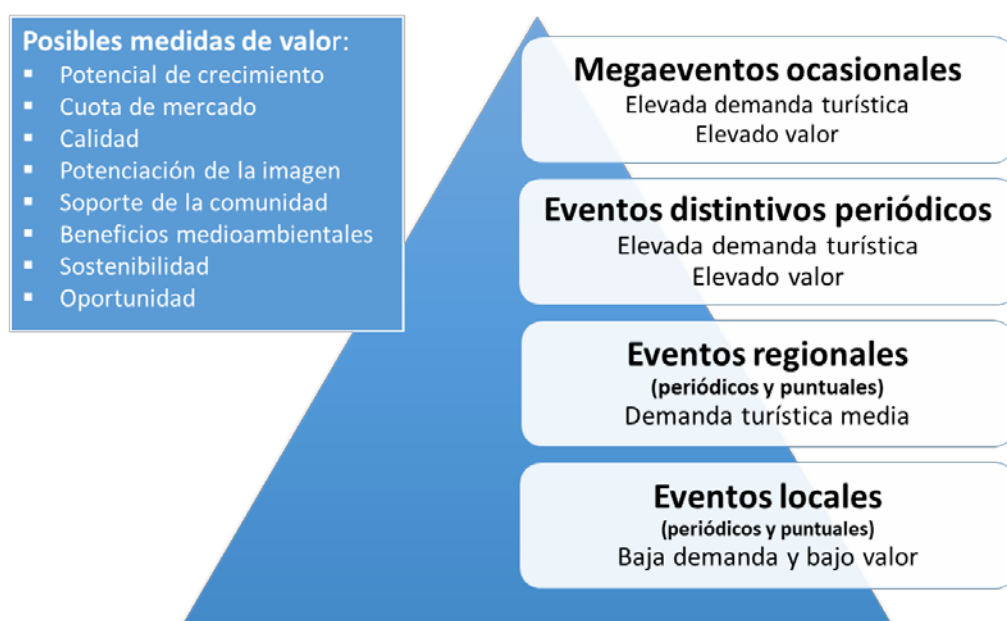 Posibles medidas de valor:
▪ Potencial de crecimiento
▪ Cuota de mercado
▪ Calidad
▪ Potenciación de la imagen
▪ Soporte de la comunidad
▪ Beneficios medioambientales
▪ Sostenibilidad
▪ Oportunidad
Megaeventos ocasionales
Elevada demanda turística
Elevado valor
Eventos distintivos periódicos
Elevada demanda turística
Elevado valor
Eventos regionales
(periódicos y puntuales)
Demanda turística media
Eventos locales
(periódicos y puntuales)
Baja demanda y bajo valor